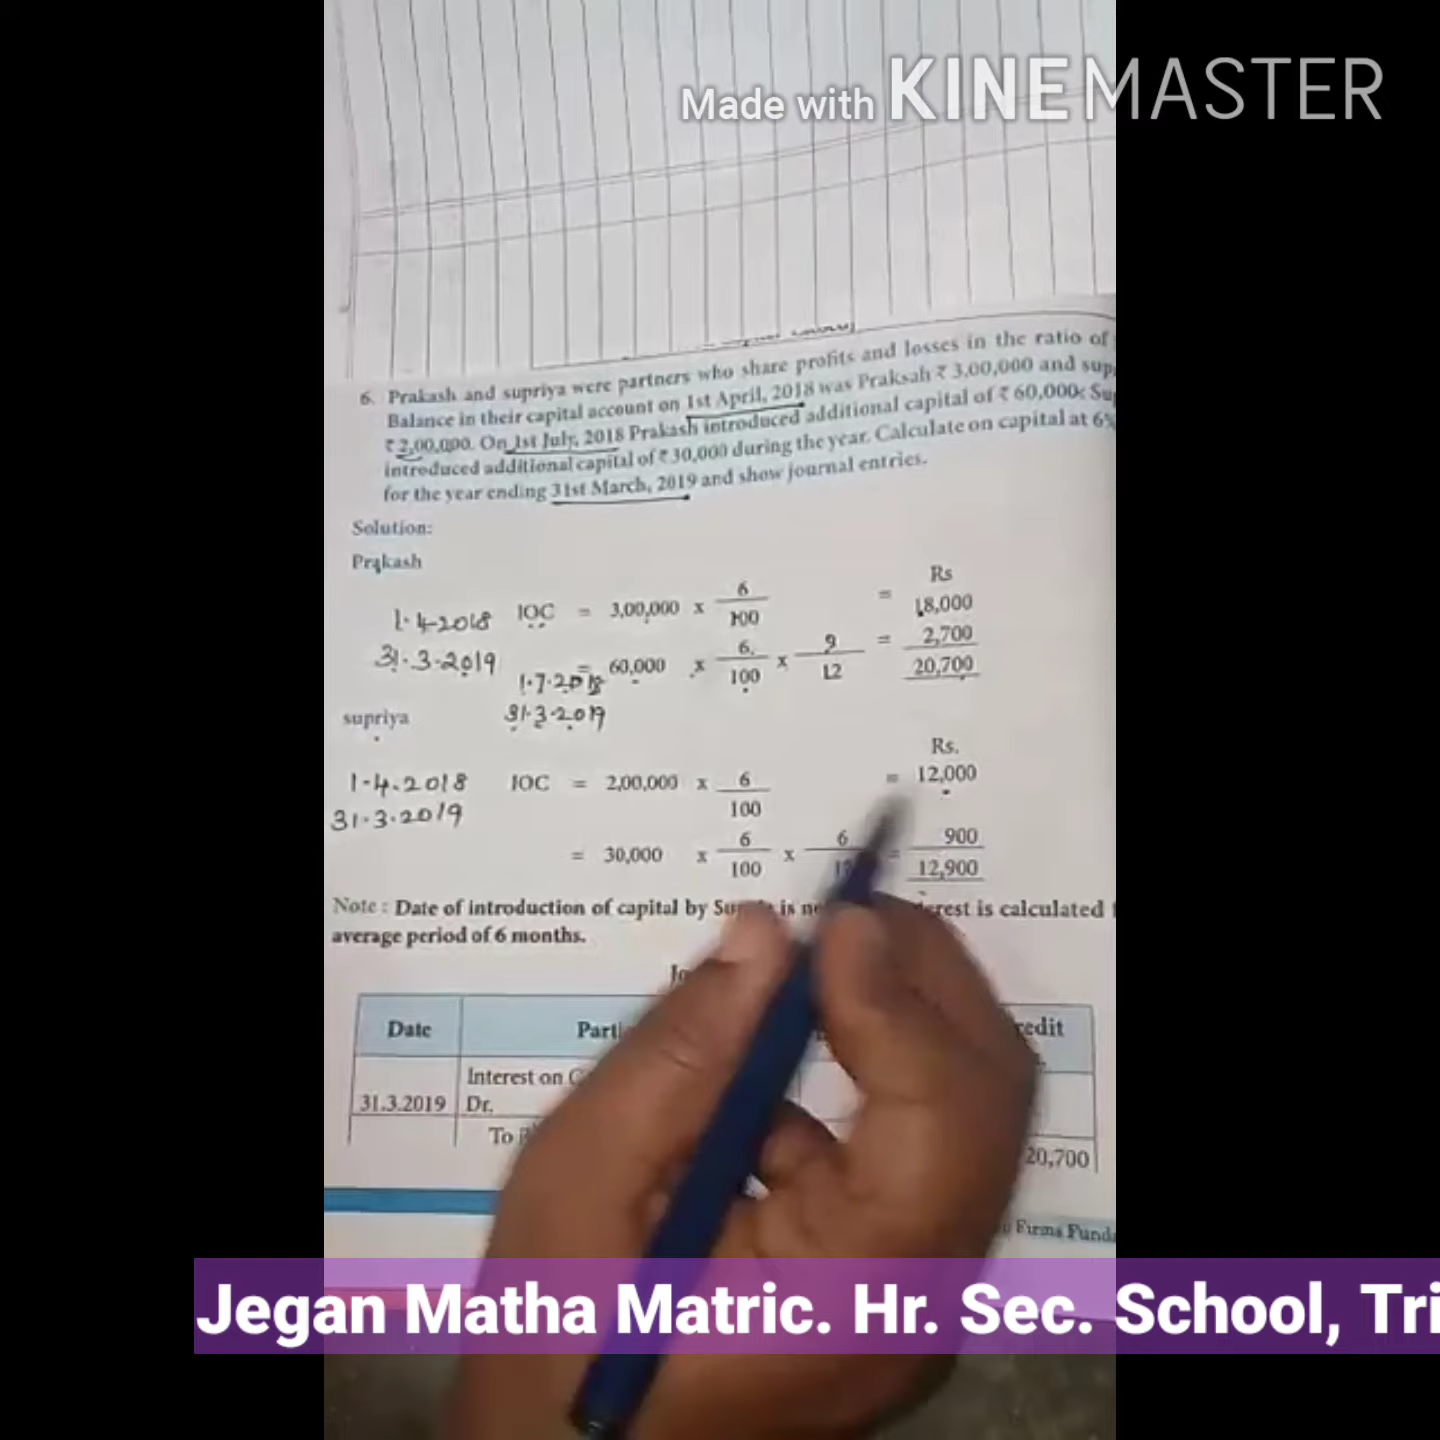 Made with KINEMASTER
6. Prakash and supriya were partners who share profits and losses in the ratio of
Balance in their capital account on 1st April, 2018 was Praksah ₹ 3,00,000 and
₹ 2,00,000. On 1st July, 2018 Prakash introduced additional capital of ₹ 60,000
introduced additional capital of ₹ 30,000 during the year. Calculate on capital at 6%
for the year ending 31st March, 2019 and show journal entries.
Solution:
Prakash
Rs
1.4-2018 IOC = 3,00,000 x 6/100 = 18,000
31.3.2019 = 60,000 x 6/100 x 9/12 = 2,700
1.7.2018 20,700
31.3.2019
supriya
Rs.
1-4.2018 IOC = 2,00,000 x 6/100 = 12,000
31.3.2019
= 30,000 x 6/100 x 6 = 900
12,900
Note : Date of introduction of capital by is is calculated
average period of 6 months.
Date
Interest on
31.3.2019 Dr.
To
20,700
Firms
Jegan Matha Matric. Hr. Sec. School, Tri